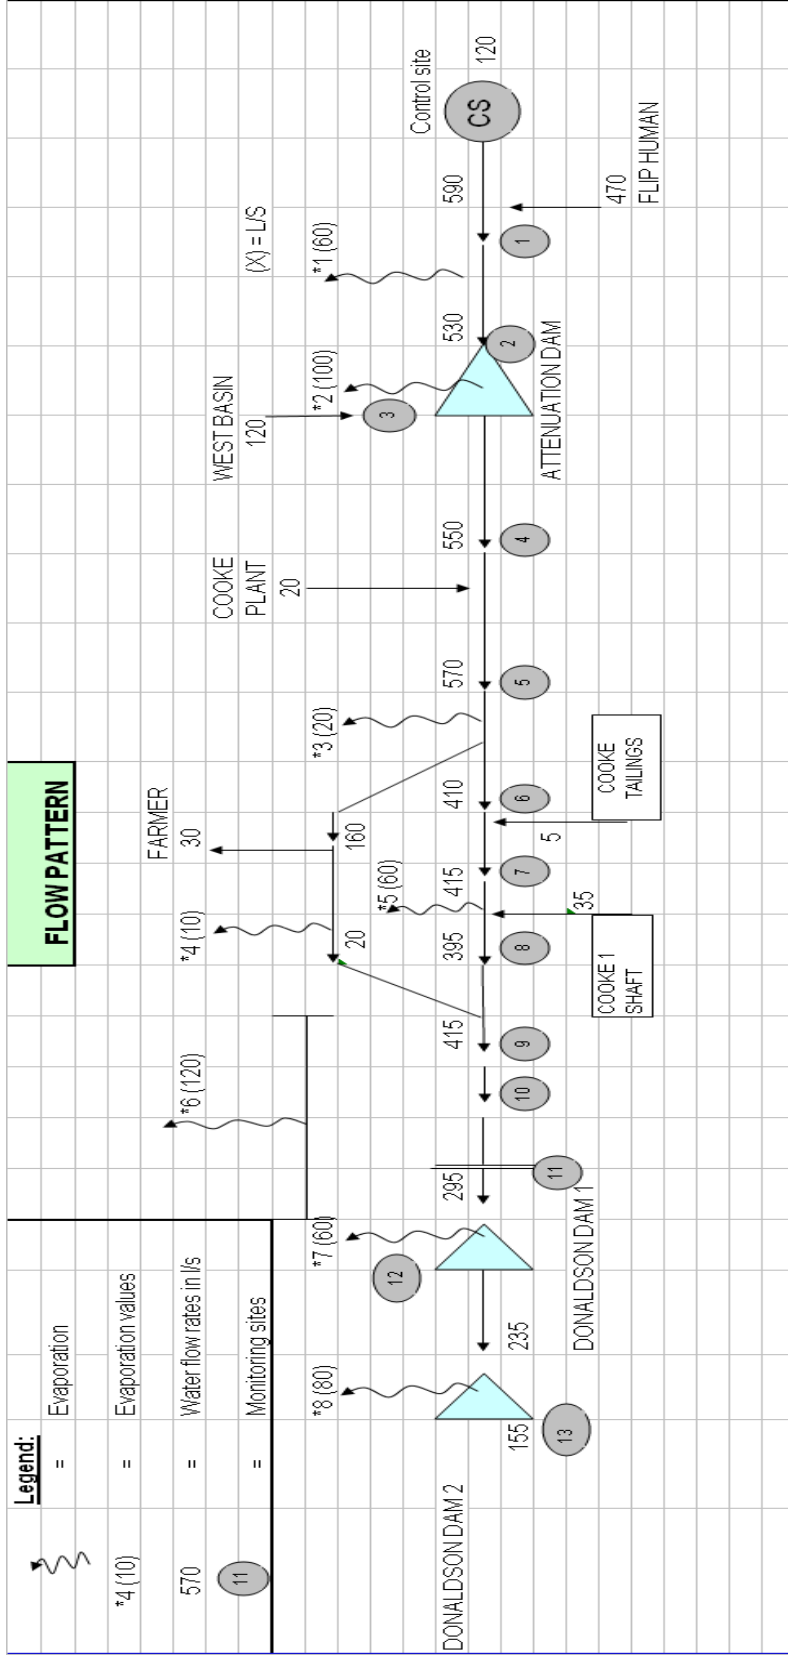 FLOW PATTERN
Legend:
= Evaporation
*4 (10) = Evaporation values
570 = Water flow rates in l/s
11 = Monitoring sites
(X) = L/S
Control site
CS
120
590
470
FLIP HUMAN
1
*1 (60)
530
2
ATTENUATION DAM
*2 (100)
WEST BASIN
120
3
550
4
COOKE
PLANT
20
570
5
*3 (20)
410
6
160
FARMER
30
COOKE
TAILINGS
5
415
7
*5 (60)
35
COOKE 1
SHAFT
395
8
*4 (10)
20
415
9
10
*6 (120)
295
11
DONALDSON DAM 1
*7 (60)
12
235
*8 (80)
155
13
DONALDSON DAM 2